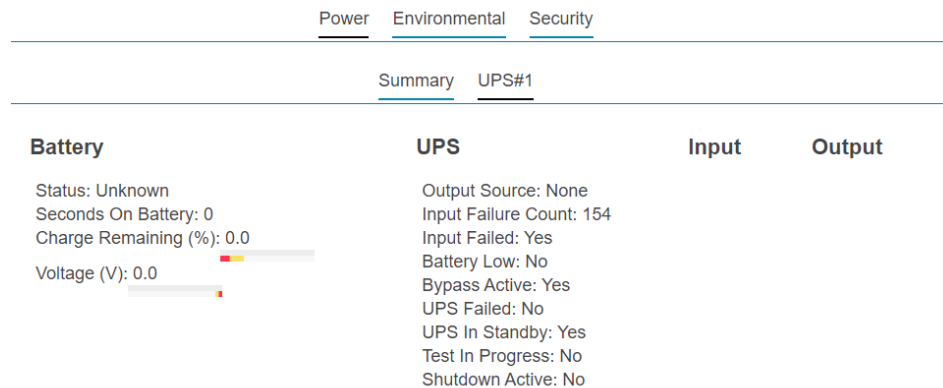 Power Environmental Security
Summary UPS#1
Battery
Status: Unknown
Seconds On Battery: 0
Charge Remaining (%): 0.0
Voltage (V): 0.0
UPS
Output Source: None
Input Failure Count: 154
Input Failed: Yes
Battery Low: No
Bypass Active: Yes
UPS Failed: No
UPS In Standby: Yes
Test In Progress: No
Shutdown Active: No
Input
Output